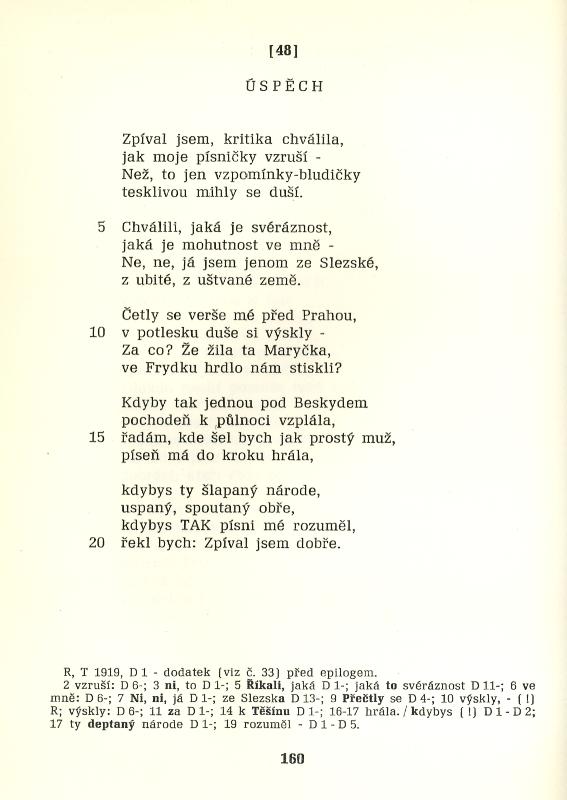 [48]
ÚSPĚCH
Zpíval jsem, kritika chválila,
jak moje písničky vzruší -
Než, to jen vzpomínky-bludičky
tesklivou mihly se duší.
5 Chválili, jaká je svéráznost,
jaká je mohutnost ve mně -
Ne, ne, já jsem jenom ze Slezské,
z ubité, z uštvané země.
Četly se verše mé před Prahou,
10 v potlesku duše si výskly -
Za co? Že žila ta Maryčka,
ve Frydku hrdlo nám stiskli?
Kdyby tak jednou pod Beskydem
pochodeň k půlnoci vzplála,
15 řadám, kde šel bych jak prostý muž,
píseň má do kroku hrála,
kdybys ty šlapaný národe,
uspaný, spoutaný obře,
kdybys TAK písni mé rozuměl,
20 řekl bych: Zpíval jsem dobře.
R, T 1919, D 1 - dodatek (viz č. 33) před epilogem.
2 vzruší: D 6-; 3 ni, to D 1-; 5 Říkali, jaká D 1-; jaká to svéráznost D 11-; 6 ve
mně: D 6-; 7 Ni, ni, já D 1-; ze Slezska D 13-; 9 Přečtly se D 4-; 10 výskly, - (!)
R; výskly: D 6-; 11 za D 1-; 14 k Těšínu D 1-; 16-17 hrála. / kdybys (!) D 1 - D 2;
17 ty deptaný národe D 1-; 19 rozuměl - D 1 - D 5.
160